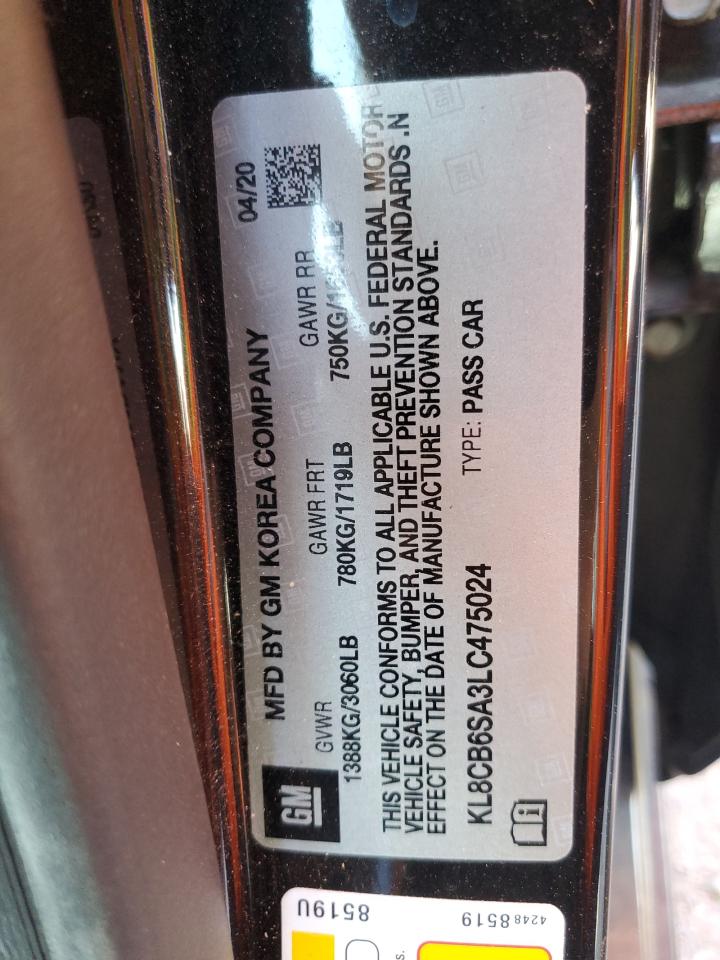 MFD BY GM KOREA COMPANY 04/20
GVWR GAWR FRT GAWR RR
1388KG/3060LB 780KG/1719LB 750KG/
THIS VEHICLE CONFORMS TO ALL APPLICABLE U.S. FEDERAL MOTOR
VEHICLE SAFETY, BUMPER, AND THEFT PREVENTION STANDARDS .N
EFFECT ON THE DATE OF MANUFACTURE SHOWN ABOVE.
KL8CB6SA3LC475024 TYPE: PASS CAR
GM
8519U
42488519
s.